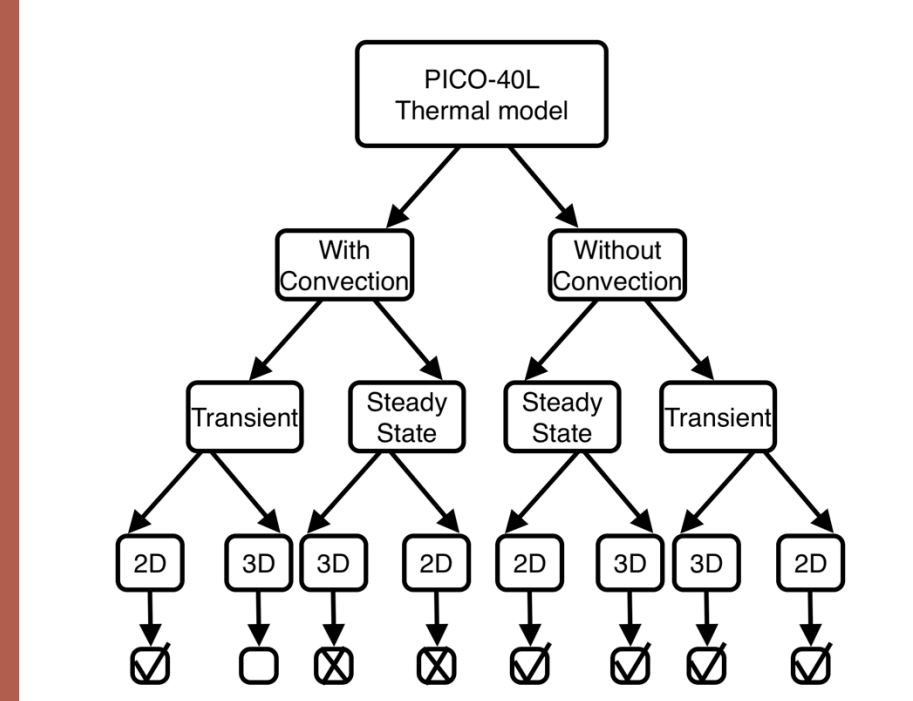 PICO-40L
Thermal model
With
Convection
Without
Convection
Transient
Steady
State
Steady
State
Transient
2D
3D
3D
2D
2D
3D
3D
2D